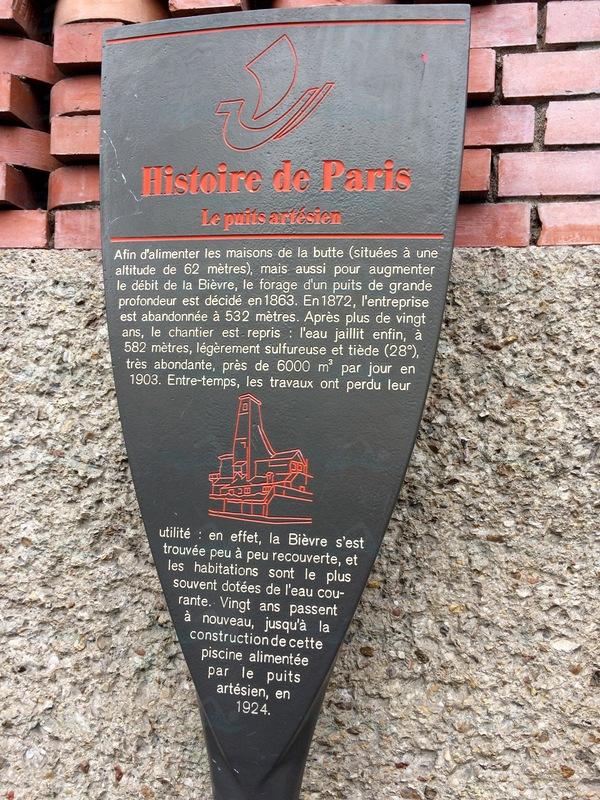 Histoire de Paris
Le puits artésien
Afin d'alimenter les maisons de la butte (situées à une
altitude de 62 mètres), mais aussi pour augmenter
le débit de la Bièvre, le forage d'un puits de grande
profondeur est décidé en 1863. En 1872, l'entreprise
est abandonnée à 532 mètres. Après plus de vingt
ans, le chantier est repris : l'eau jaillit enfin, à
582 mètres, légèrement sulfureuse et tiède (28°),
très abondante, près de 6000 m³ par jour en
1903. Entre-temps, les travaux ont perdu leur
utilité : en effet, la Bièvre s'est
trouvée peu à peu recouverte, et
les habitations sont le plus
souvent dotées de l'eau cou-
rante. Vingt ans passent
à nouveau, jusqu'à la
construction de cette
piscine alimentée
par le puits
artésien, en
1924.